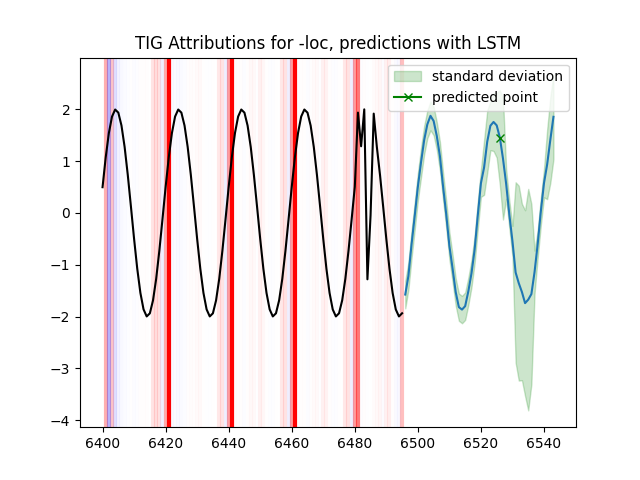 TIG Attributions for -loc, predictions with LSTM
standard deviation
predicted point
2
1
0
−1
−2
−3
−4
6400 6420 6440 6460 6480 6500 6520 6540